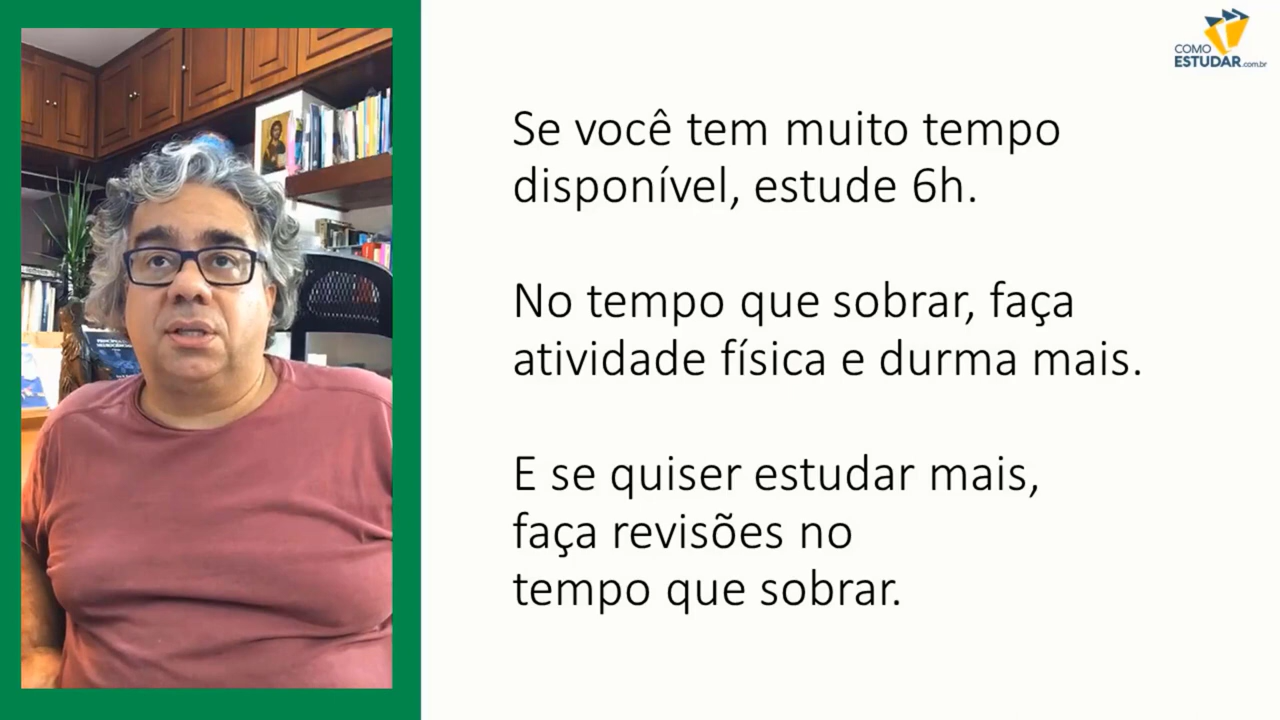 COMO
ESTUDAR.com.br
Se você tem muito tempo
disponível, estude 6h.
No tempo que sobrar, faça
atividade física e durma mais.
E se quiser estudar mais,
faça revisões no
tempo que sobrar.